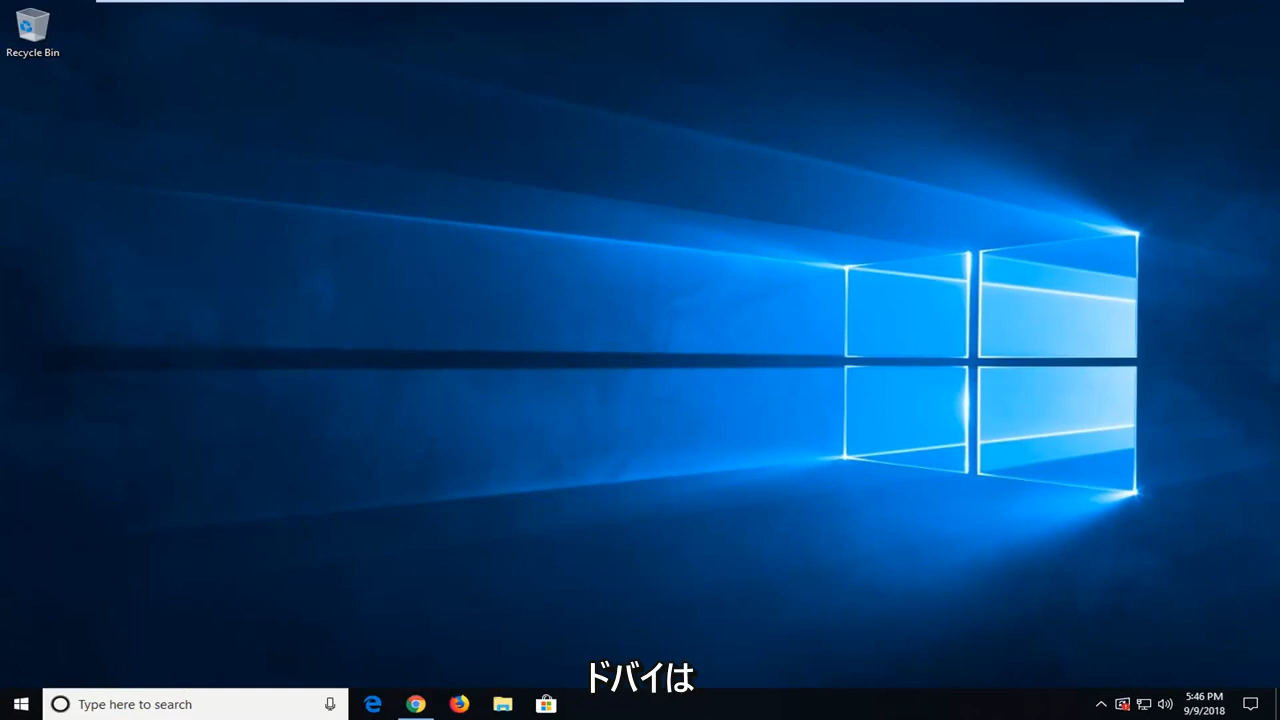 Recycle Bin
ドバイは
Type here to search
5:46 PM
9/9/2018